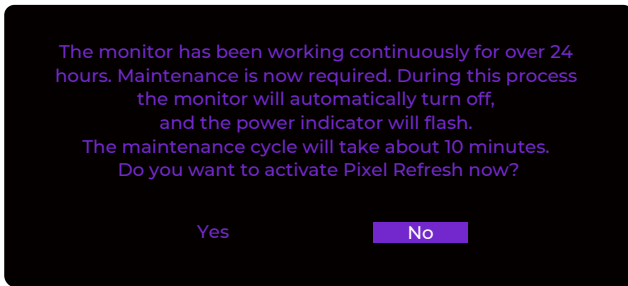 The monitor has been working continuously for over 24
hours. Maintenance is now required. During this process
the monitor will automatically turn off,
and the power indicator will flash.
The maintenance cycle will take about 10 minutes.
Do you want to activate Pixel Refresh now?
Yes No